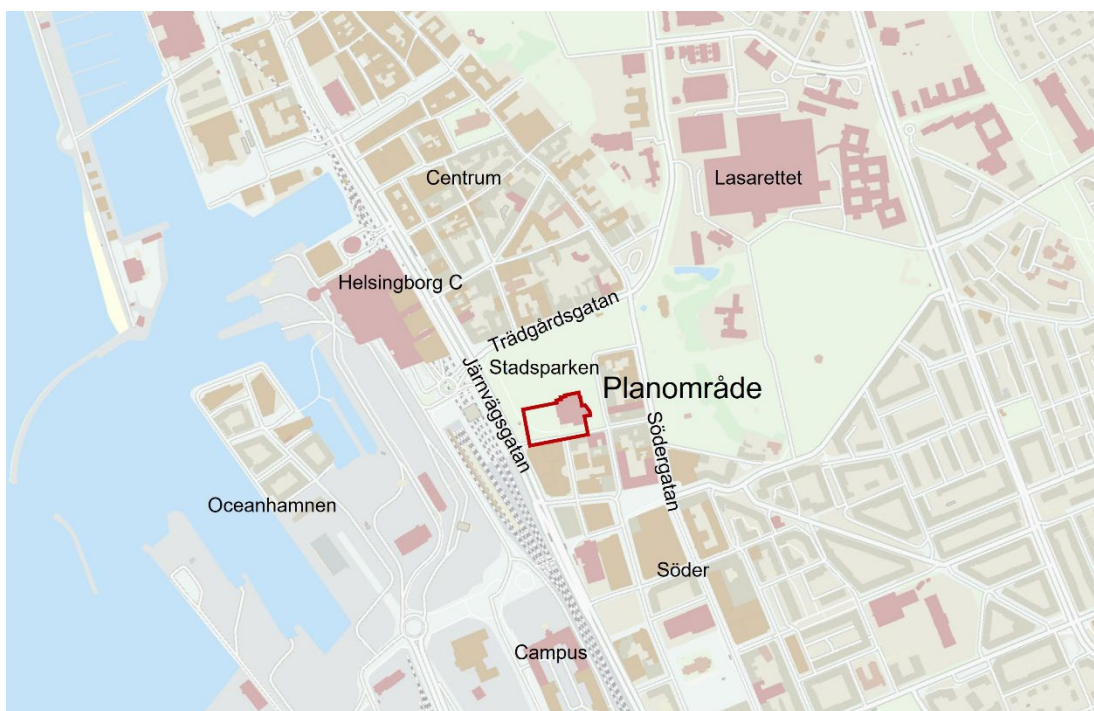 Centrum
Lasarettet
Helsingborg C
Trädgårdsgatan
Stadsparken
Planområde
Järnvägsgatan
Södergatan
Oceanhamnen
Söder
Campus